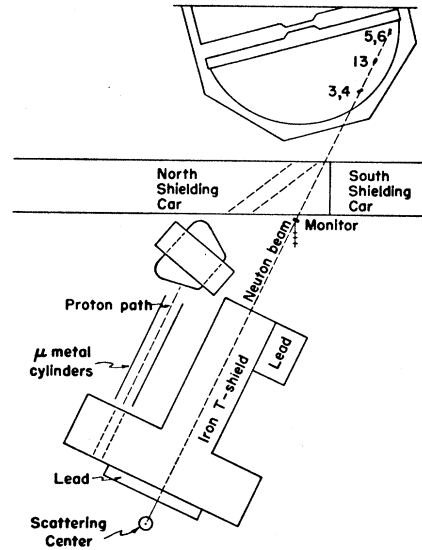 5,6
13
3,4
North
Shielding
Car
South
Shielding
Car
Monitor
Neuton beam
Proton path
μ metal
cylinders
Lead
Iron T-shield
Lead
Scattering
Center